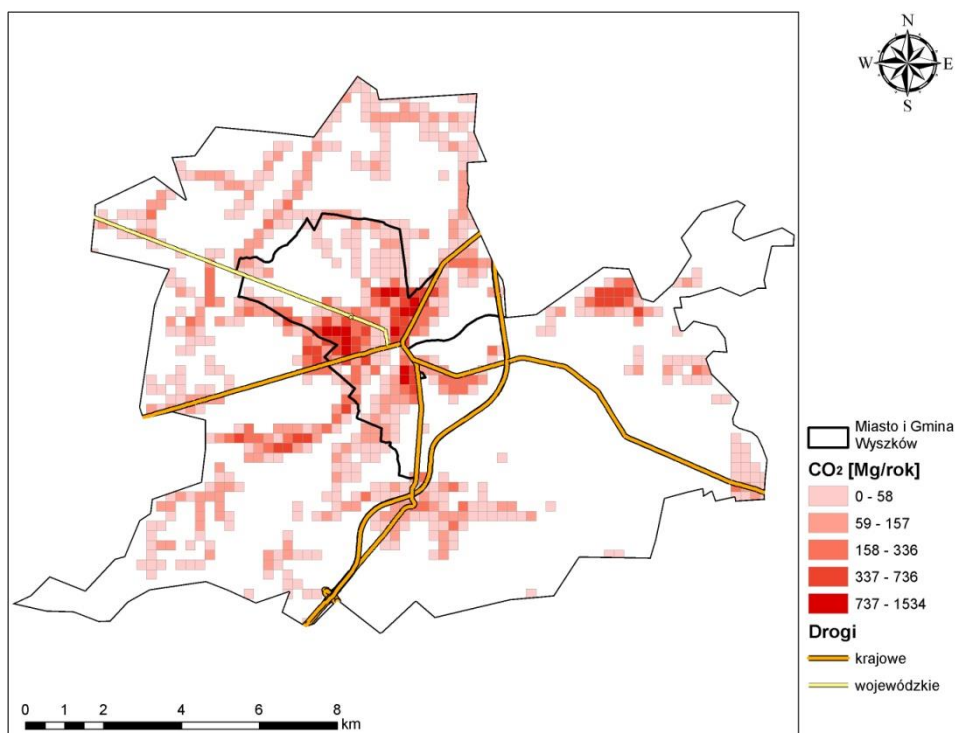 N
W E
S
Miasto i Gmina
Wyszków
CO2 [Mg/rok]
0 - 58
59 - 157
158 - 336
337 - 736
737 - 1534
Drogi
krajowe
wojewódzkie
0 1 2 4 6 8
km